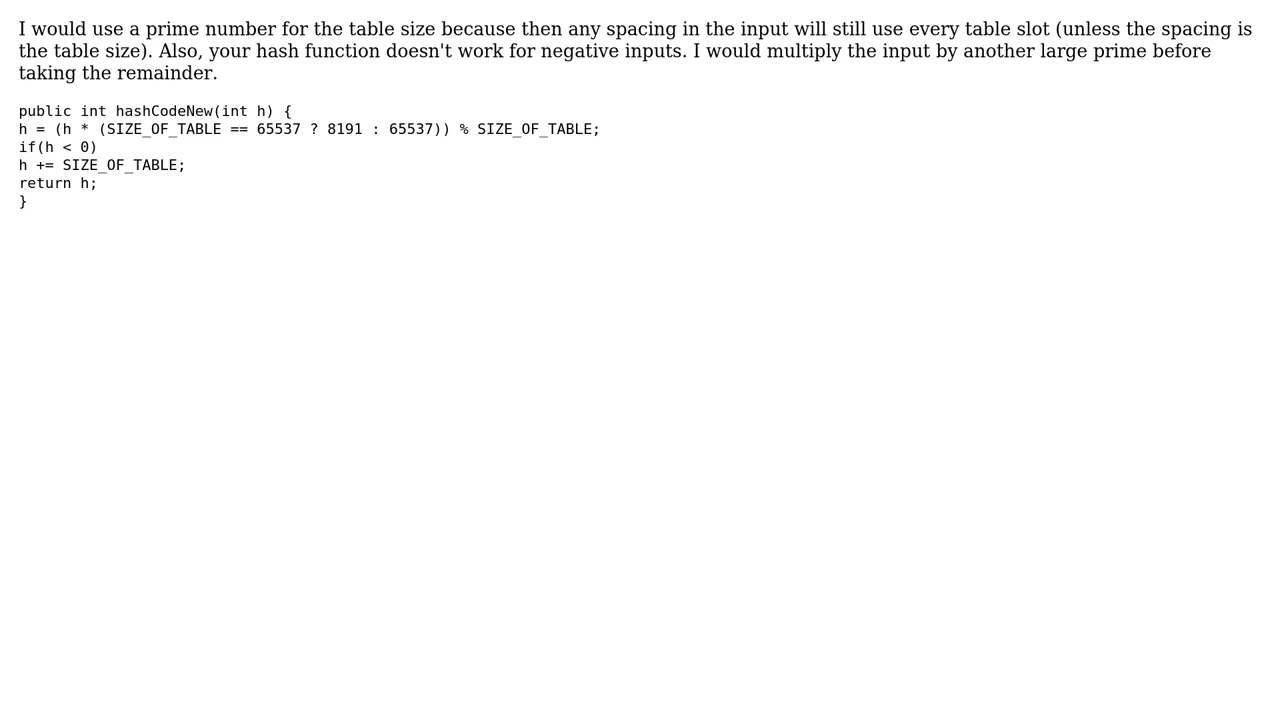 I would use a prime number for the table size because then any spacing in the input will still use every table slot (unless the spacing is
the table size). Also, your hash function doesn't work for negative inputs. I would multiply the input by another large prime before
taking the remainder.
public int hashCodeNew(int h) {
h = (h * (SIZE_OF_TABLE == 65537 ? 8191 : 65537)) % SIZE_OF_TABLE;
if(h < 0)
h += SIZE_OF_TABLE;
return h;
}